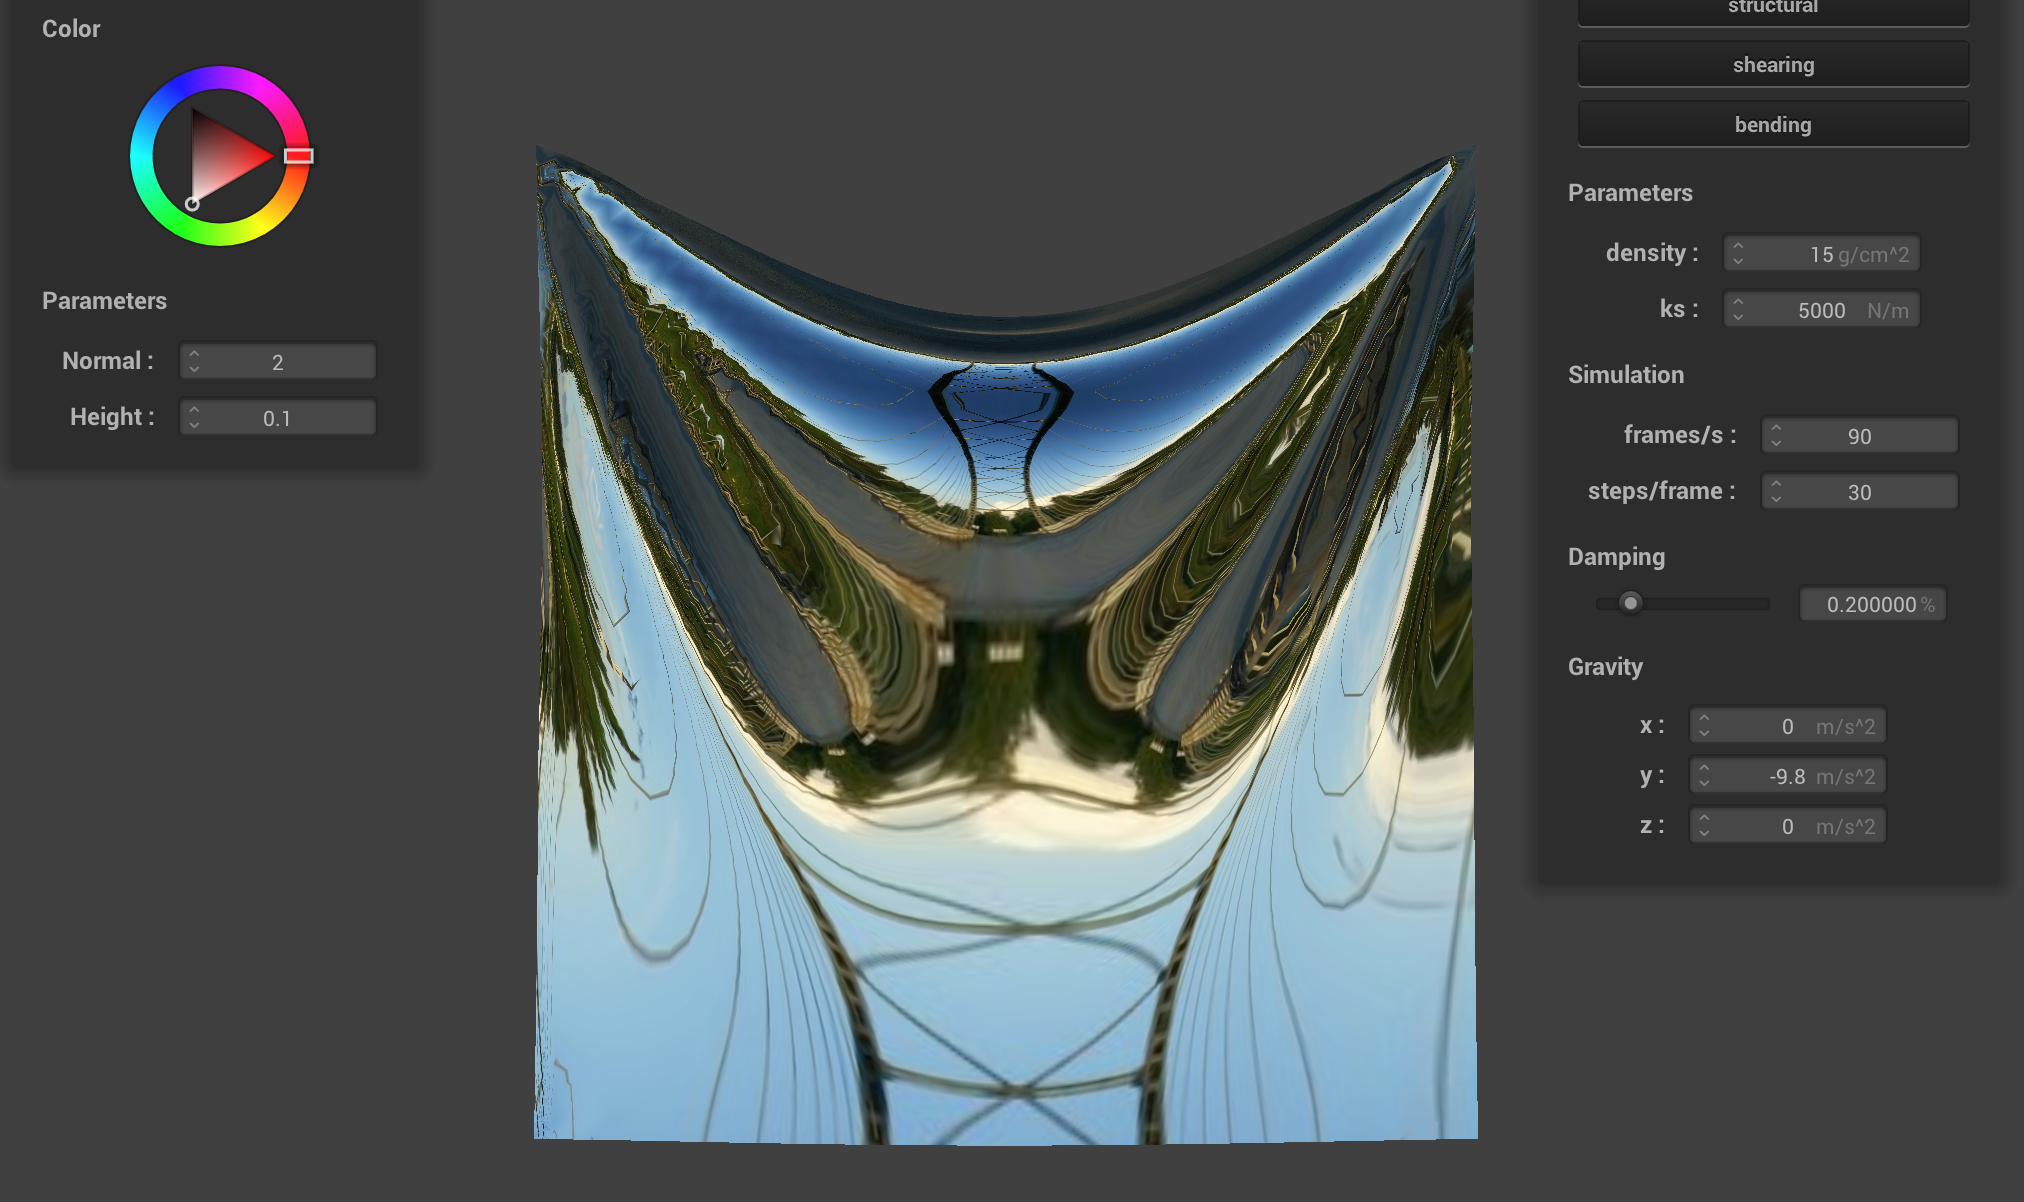 Color
Parameters
Normal : 2
Height : 0.1
structural
shearing
bending
Parameters
density : 15 g/cm^2
ks : 5000 N/m
Simulation
frames/s : 90
steps/frame : 30
Damping
0.200000 %
Gravity
x : 0 m/s^2
y : -9.8 m/s^2
z : 0 m/s^2